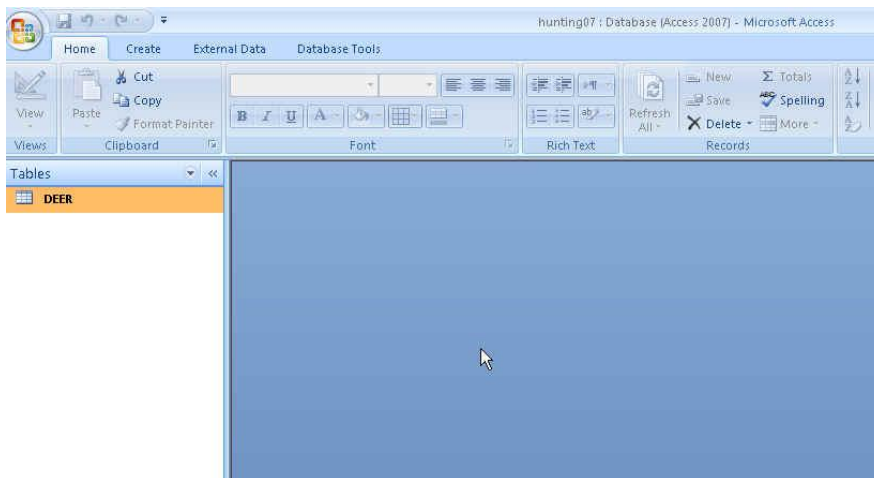 hunting07 : Database (Access 2007) - Microsoft Access
Home Create External Data Database Tools
Cut New Σ Totals
Copy Save Spelling
View Paste Format Painter B I U A ab Refresh All Delete More
Views Clipboard Font Rich Text Records
Tables
DEER